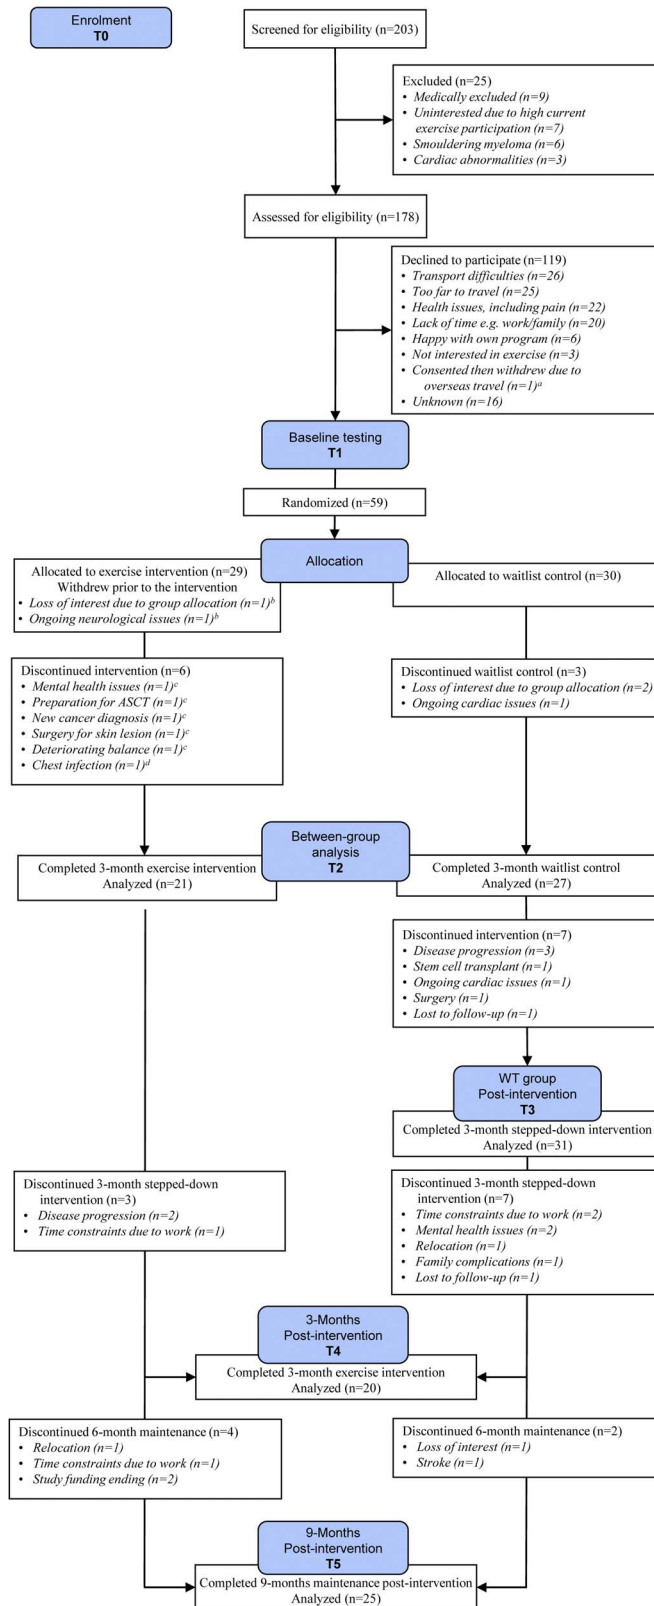 Enrolment
T0
Screened for eligibility (n=203)
Excluded (n=25)
• Medically excluded (n=9)
• Uninterested due to high current
exercise participation (n=7)
• Smouldering myeloma (n=6)
• Cardiac abnormalities (n=3)
Assessed for eligibility (n=178)
Declined to participate (n=119)
• Transport difficulties (n=26)
• Too far to travel (n=25)
• Health issues, including pain (n=22)
• Lack of time e.g. work/family (n=20)
• Happy with own program (n=6)
• Not interested in exercise (n=3)
• Consented then withdrew due to
overseas travel (n=1)a
• Unknown (n=16)
Baseline testing
T1
Randomized (n=59)
Allocation
Allocated to exercise intervention (n=29)
Withdrew prior to the intervention
• Loss of interest due to group allocation (n=1)b
• Ongoing neurological issues (n=1)b
Allocated to waitlist control (n=30)
Discontinued intervention (n=6)
• Mental health issues (n=1)c
• Preparation for ASCT (n=1)c
• New cancer diagnosis (n=1)c
• Surgery for skin lesion (n=1)c
• Deteriorating balance (n=1)c
• Chest infection (n=1)d
Discontinued waitlist control (n=3)
• Loss of interest due to group allocation (n=2)
• Ongoing cardiac issues (n=1)
Between-group
analysis
T2
Completed 3-month exercise intervention
Analyzed (n=21)
Completed 3-month waitlist control
Analyzed (n=27)
Discontinued intervention (n=7)
• Disease progression (n=3)
• Stem cell transplant (n=1)
• Ongoing cardiac issues (n=1)
• Surgery (n=1)
• Lost to follow-up (n=1)
WT group
Post-intervention
T3
Completed 3-month stepped-down intervention
Analyzed (n=31)
Discontinued 3-month stepped-down
intervention (n=3)
• Disease progression (n=2)
• Time constraints due to work (n=1)
Discontinued 3-month stepped-down
intervention (n=7)
• Time constraints due to work (n=2)
• Mental health issues (n=2)
• Relocation (n=1)
• Family complications (n=1)
• Lost to follow-up (n=1)
3-Months
Post-intervention
T4
Completed 3-month exercise intervention
Analyzed (n=20)
Discontinued 6-month maintenance (n=4)
• Relocation (n=1)
• Time constraints due to work (n=1)
• Study funding ending (n=2)
Discontinued 6-month maintenance (n=2)
• Loss of interest (n=1)
• Stroke (n=1)
9-Months
Post-intervention
T5
Completed 9-months maintenance post-intervention
Analyzed (n=25)